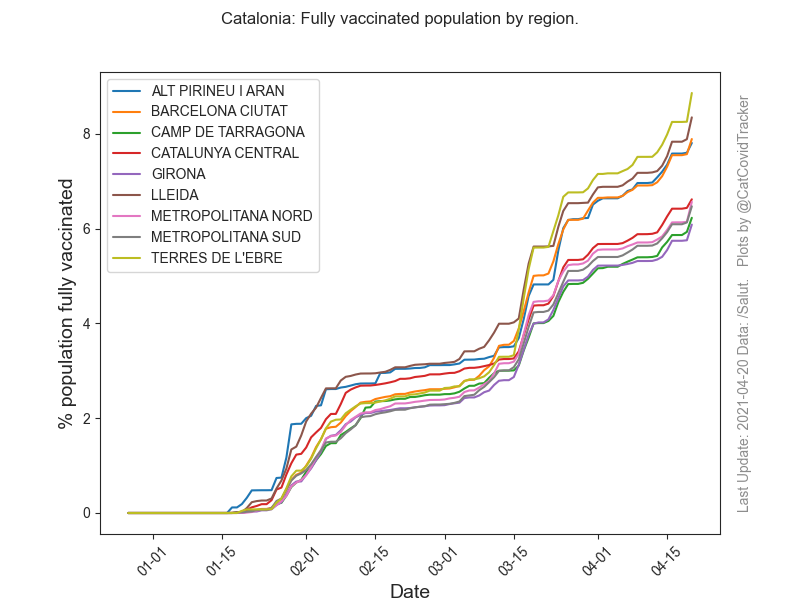 Catalonia: Fully vaccinated population by region.
ALT PIRINEU I ARAN
BARCELONA CIUTAT
CAMP DE TARRAGONA
CATALUNYA CENTRAL
GIRONA
LLEIDA
METROPOLITANA NORD
METROPOLITANA SUD
TERRES DE L'EBRE
% population fully vaccinated
8
6
4
2
0
01-01
01-15
02-01
02-15
03-01
03-15
04-01
04-15
Date
Last Update: 2021-04-20 Data: /Salut   Plots by @CatCovidTracker